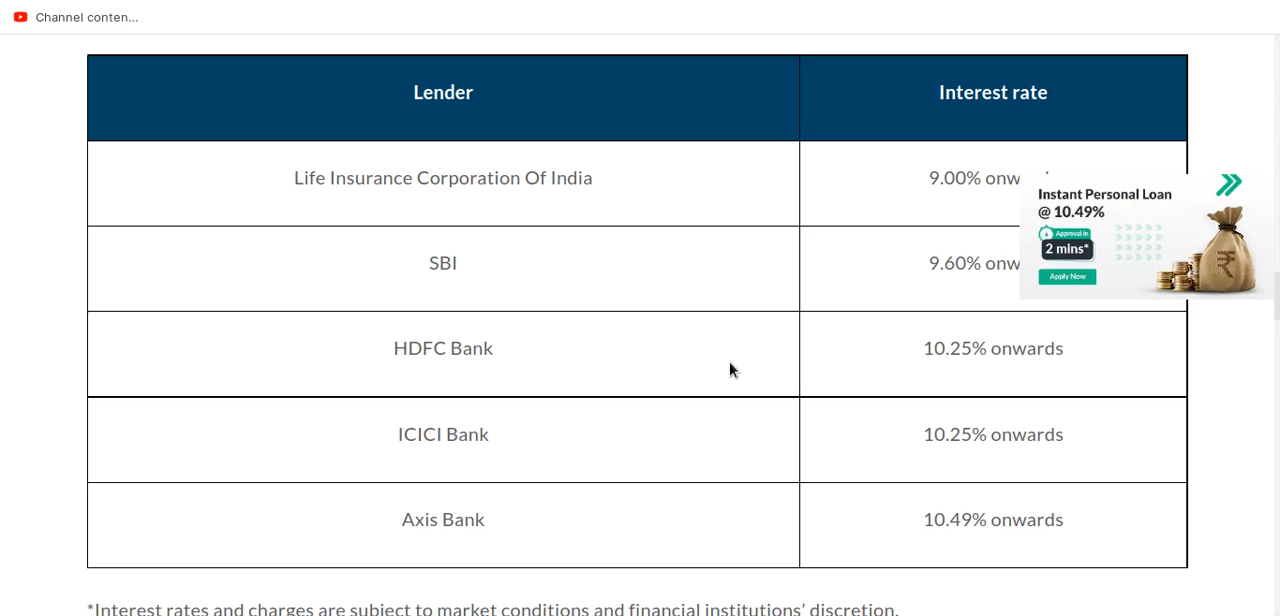 Channel conten...
Lender Interest rate
Life Insurance Corporation Of India 9.00% onw
SBI 9.60% onw
Instant Personal Loan
@ 10.49%
Approval in
2 mins*
Apply Now
HDFC Bank 10.25% onwards
ICICI Bank 10.25% onwards
Axis Bank 10.49% onwards
*Interest rates and charges are subject to market conditions and financial institutions’ discretion.